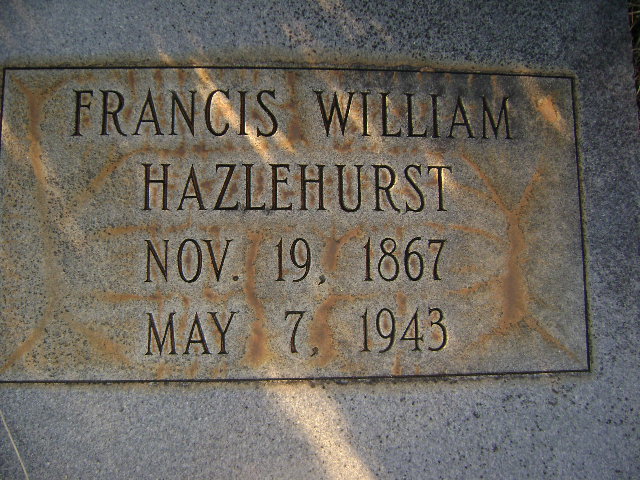 FRANCIS WILLIAM
HAZLEHURST
NOV. 19, 1867
MAY 7, 1943